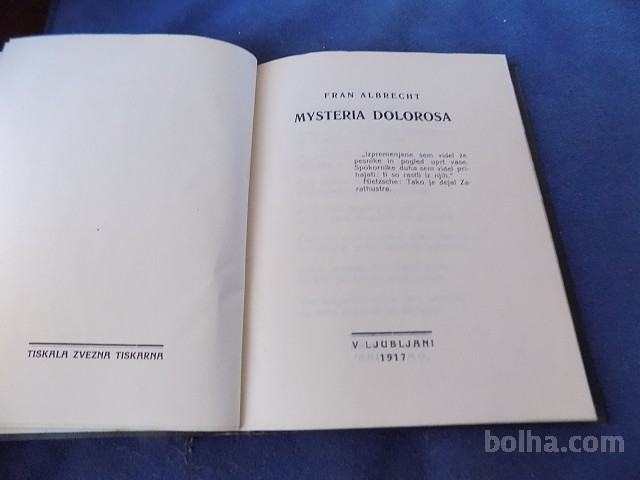 TISKALA ZVEZNA TISKARNA
FRAN ALBRECHT
MYSTERIA DOLOROSA
„Izpremenjene sem videl že
pesnike in pogled uprt vase.
Spokornike duha sem videl pri-
hajati: ti so rastli iz njih."
Nietzsche: Tako je dejal Za-
rathustra.
V LJUBLJANI
1917
bolha.com